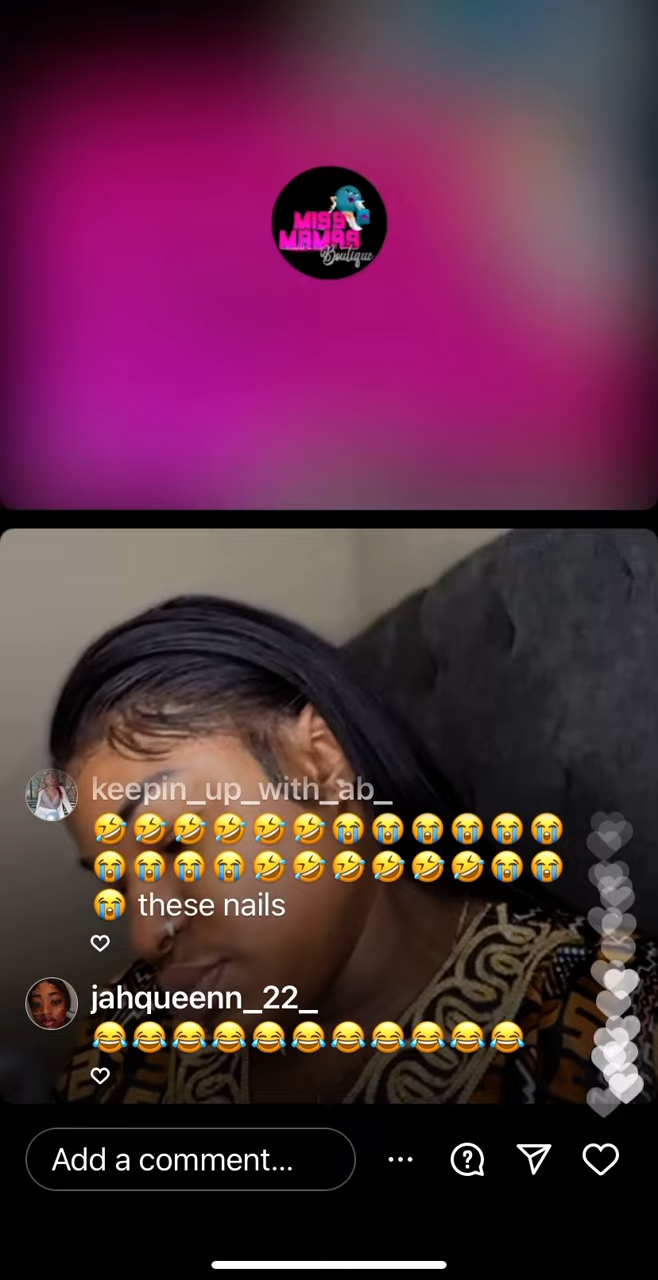 MISS
MAMAS
Boutique
keepin_up_with_ab_
🤣🤣🤣🤣🤣🤣😭😭😭😭😭😭
😭😭😭😭🤣🤣🤣🤣🤣🤣😭😭
😭 these nails
jahqueenn_22_
😂😂😂😂😂😂😂😂😂😂😂
Add a comment...